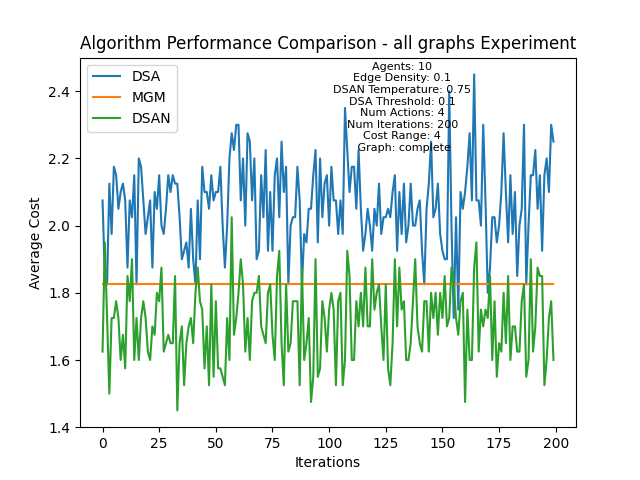 Algorithm Performance Comparison - all graphs Experiment
DSA
MGM
DSAN
Agents: 10
Edge Density: 0.1
DSAN Temperature: 0.75
DSA Threshold: 0.1
Num Actions: 4
Num Iterations: 200
Cost Range: 4
Graph: complete
Average Cost
2.4
2.2
2.0
1.8
1.6
1.4
0 25 50 75 100 125 150 175 200
Iterations